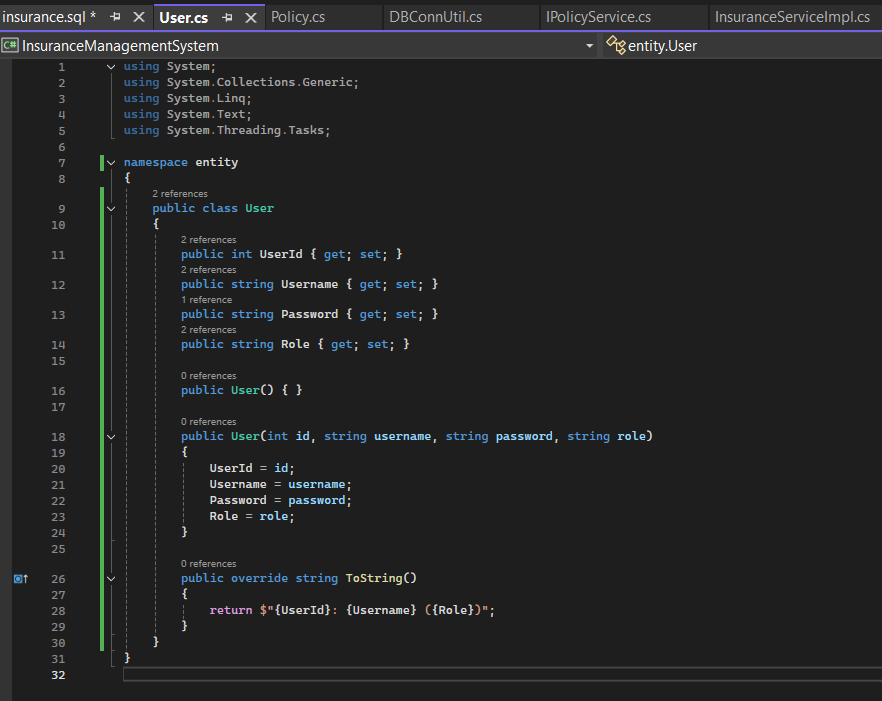 insurance.sql *
User.cs
Policy.cs
DBConnUtil.cs
IPolicyService.cs
InsuranceServiceImpl.cs
C# InsuranceManagementSystem
entity.User
1 using System;
2 using System.Collections.Generic;
3 using System.Linq;
4 using System.Text;
5 using System.Threading.Tasks;
6
7 namespace entity
8 {
2 references
9 public class User
10 {
2 references
11 public int UserId { get; set; }
2 references
12 public string Username { get; set; }
1 reference
13 public string Password { get; set; }
2 references
14 public string Role { get; set; }
15
0 references
16 public User() { }
17
0 references
18 public User(int id, string username, string password, string role)
19 {
20 UserId = id;
21 Username = username;
22 Password = password;
23 Role = role;
24 }
25
0 references
26 public override string ToString()
27 {
28 return $"{UserId}: {Username} ({Role})";
29 }
30 }
31 }
32